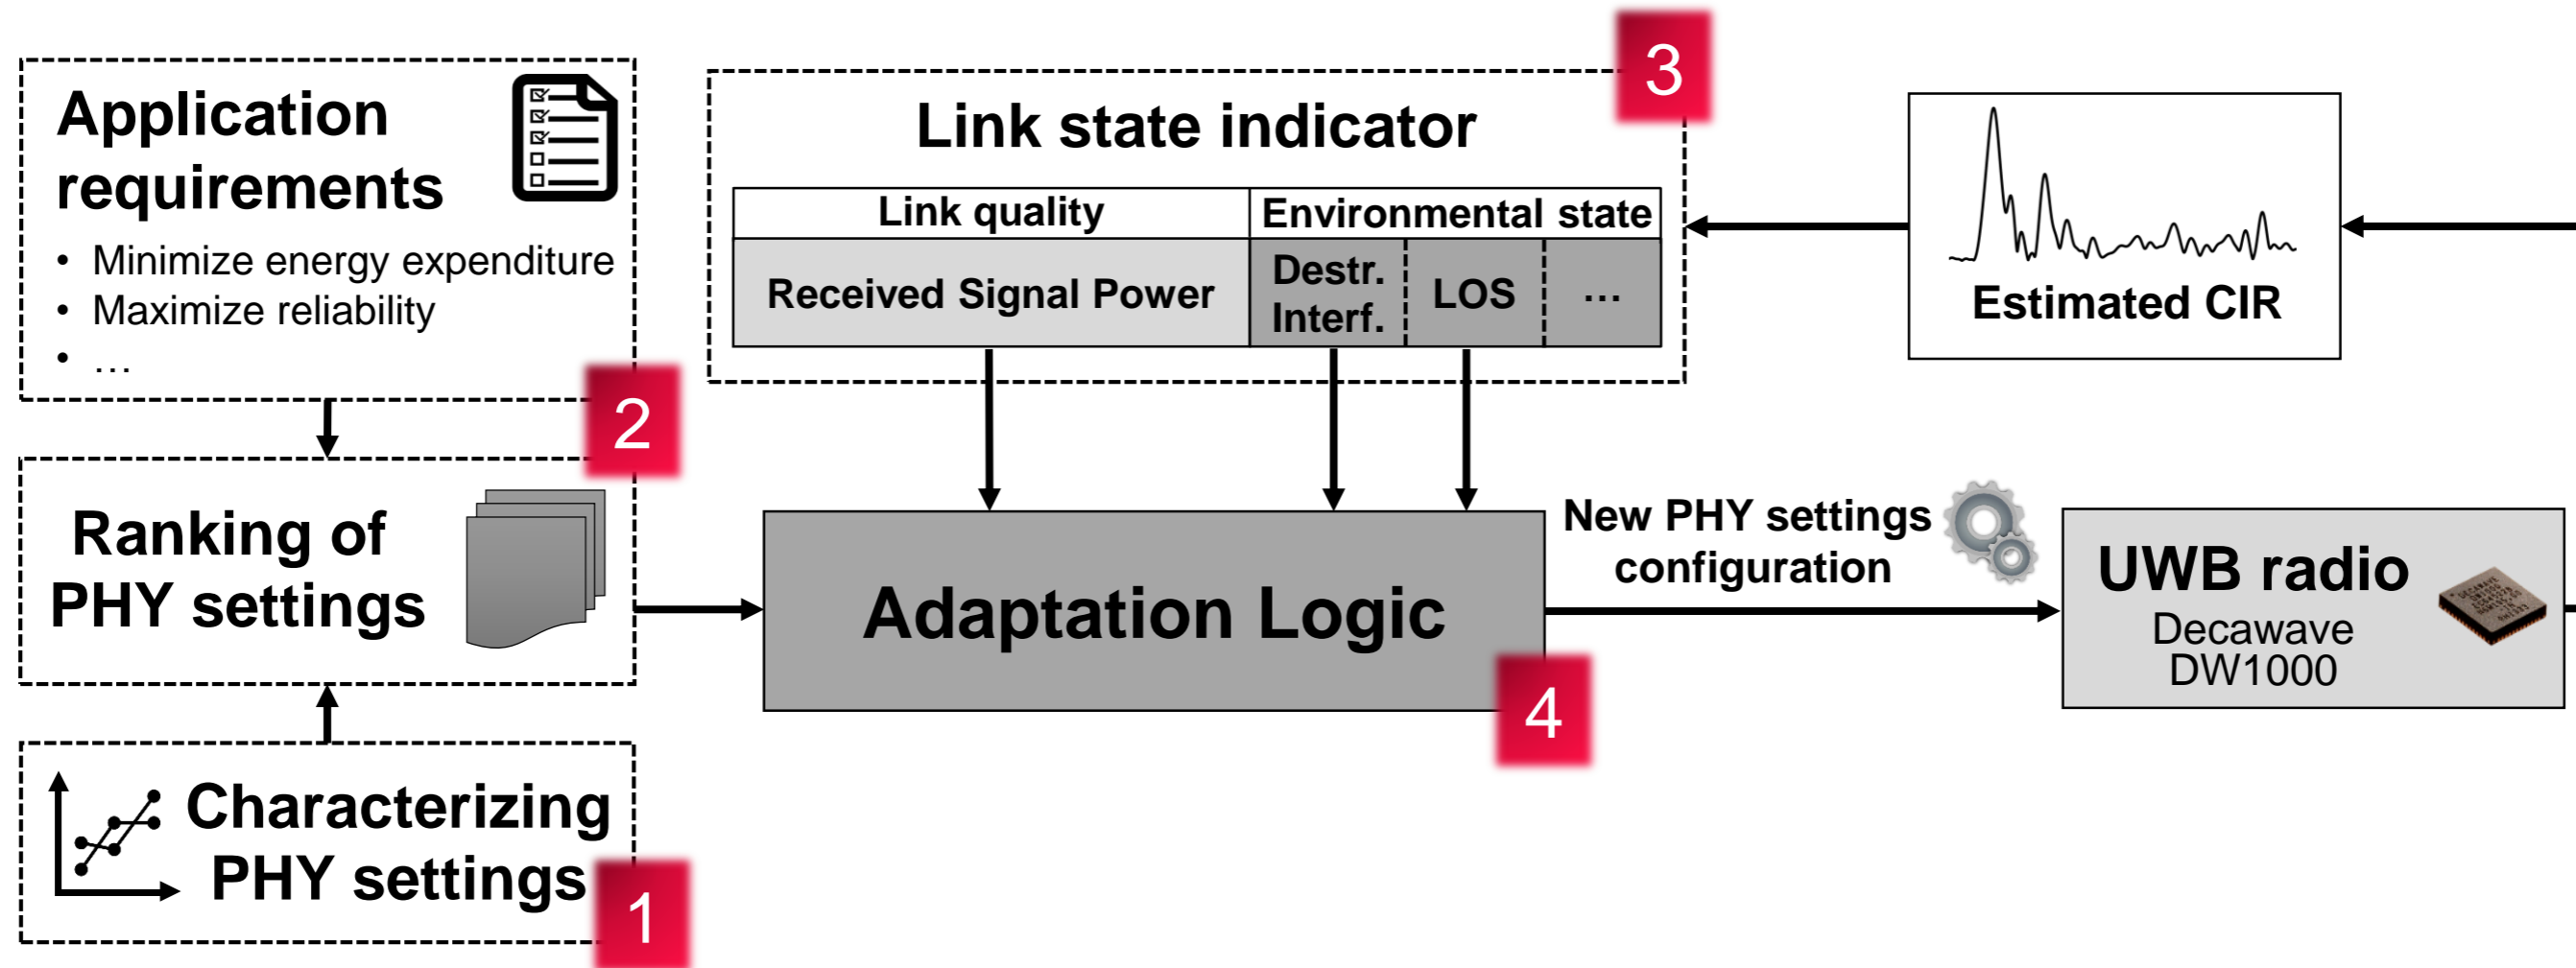 Application
requirements
• Minimize energy expenditure
• Maximize reliability
• …
2
Ranking of
PHY settings
Characterizing
PHY settings
1
3
Link state indicator
Link quality
Environmental state
Received Signal Power
Destr.
Interf.
LOS
...
Adaptation Logic
4
New PHY settings
configuration
Estimated CIR
UWB radio
Decawave
DW1000